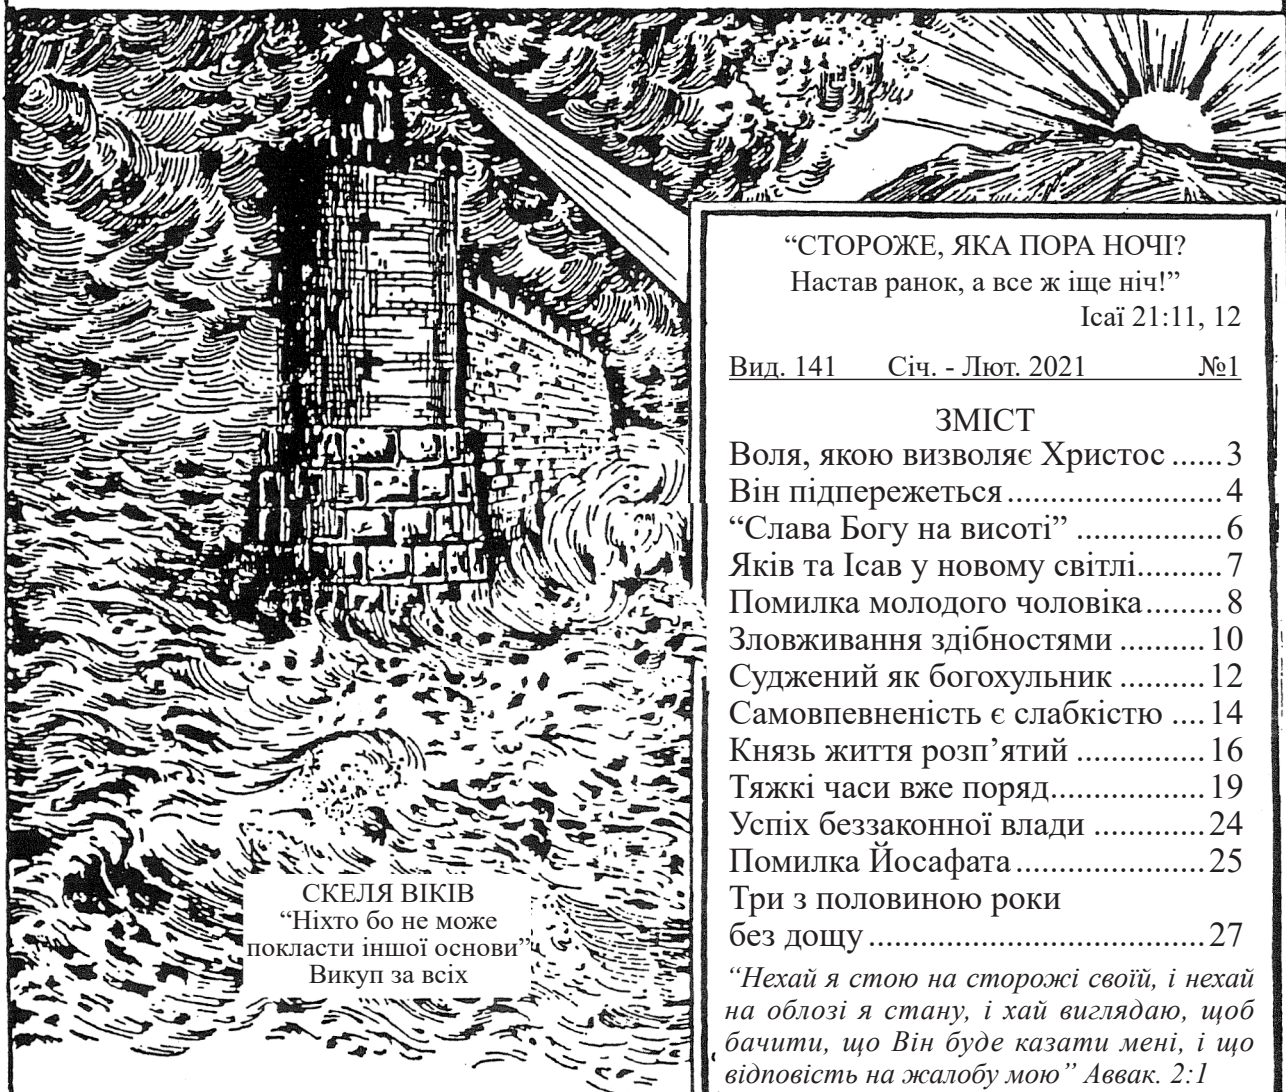 “СТОРОЖЕ, ЯКА ПОРА НОЧІ?
Настав ранок, а все ж іще ніч!”
Ісаї 21:11, 12
Вид. 141 Січ. - Лют. 2021 №1
ЗМІСТ
Воля, якою визволяє Христос ...... 3
Він підпережеться ........................ 4
“Слава Богу на висоті” ................ 6
Яків та Ісав у новому світлі.......... 7
Помилка молодого чоловіка ........ 8
Зловживання здібностями .......... 10
Суджений як богохульник .......... 12
Самовпевненість є слабкістю .... 14
Князь життя розп’ятий ............... 16
Тяжкі часи вже поряд.................. 19
Успіх беззаконної влади ............. 24
Помилка Йосафата ...................... 25
Три з половиною роки
без дощу ....................................... 27
“Нехай я стою на сторожі своїй, і нехай
на облозі я стану, і хай виглядаю, щоб
бачити, що Він буде казати мені, і що
відповість на жалобу мою” Аввак. 2:1
СКЕЛЯ ВІКІВ
“Ніхто бо не може
покласти іншої основи”
Викуп за всіх